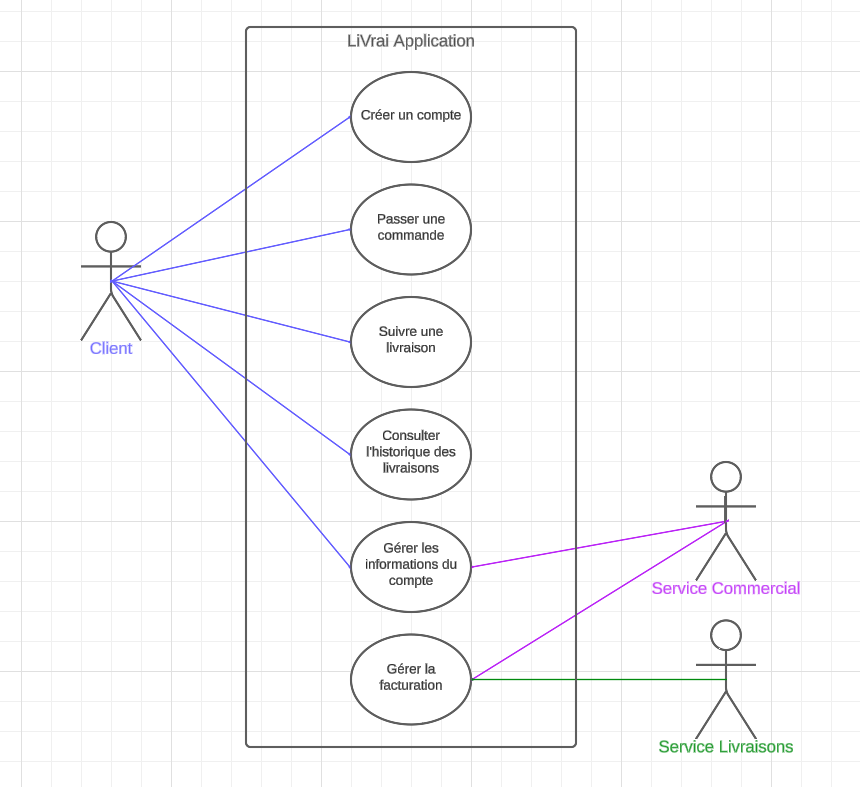 LiVrai Application
Créer un compte
Passer une
commande
Suivre une
livraison
Client
Consulter
l'historique des
livraisons
Gérer les
informations du
compte
Service Commercial
Gérer la
facturation
Service Livraisons